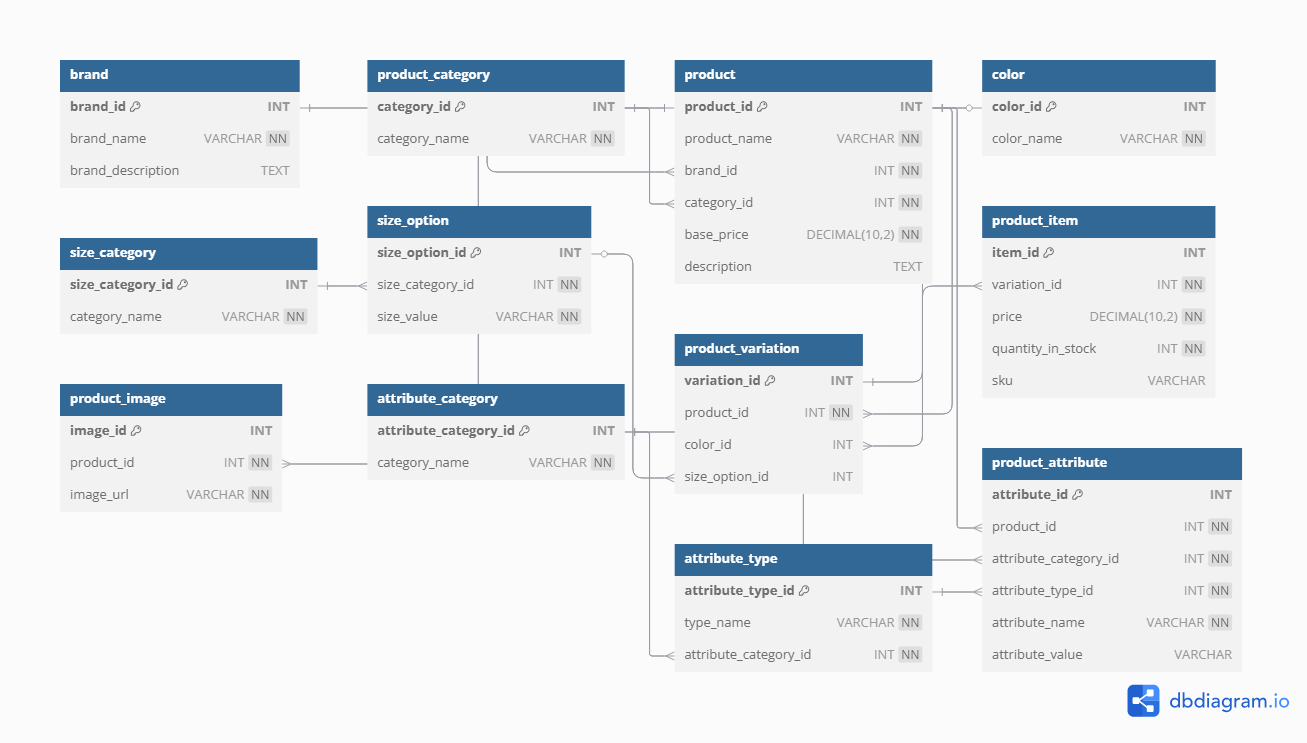 brand
brand_id INT
brand_name VARCHAR NN
brand_description TEXT
product_category
category_id INT
category_name VARCHAR NN
product
product_id INT
product_name VARCHAR NN
brand_id INT NN
category_id INT NN
base_price DECIMAL(10,2) NN
description TEXT
color
color_id INT
color_name VARCHAR NN
size_category
size_category_id INT
category_name VARCHAR NN
size_option
size_option_id INT
size_category_id INT NN
size_value VARCHAR NN
product_item
item_id INT
variation_id INT NN
price DECIMAL(10,2) NN
quantity_in_stock INT NN
sku VARCHAR
product_image
image_id INT
product_id INT NN
image_url VARCHAR NN
attribute_category
attribute_category_id INT
category_name VARCHAR NN
product_variation
variation_id INT
product_id INT NN
color_id INT
size_option_id INT
attribute_type
attribute_type_id INT
type_name VARCHAR NN
attribute_category_id INT NN
product_attribute
attribute_id INT
product_id INT NN
attribute_category_id INT NN
attribute_type_id INT NN
attribute_name VARCHAR NN
attribute_value VARCHAR
dbdiagram.io